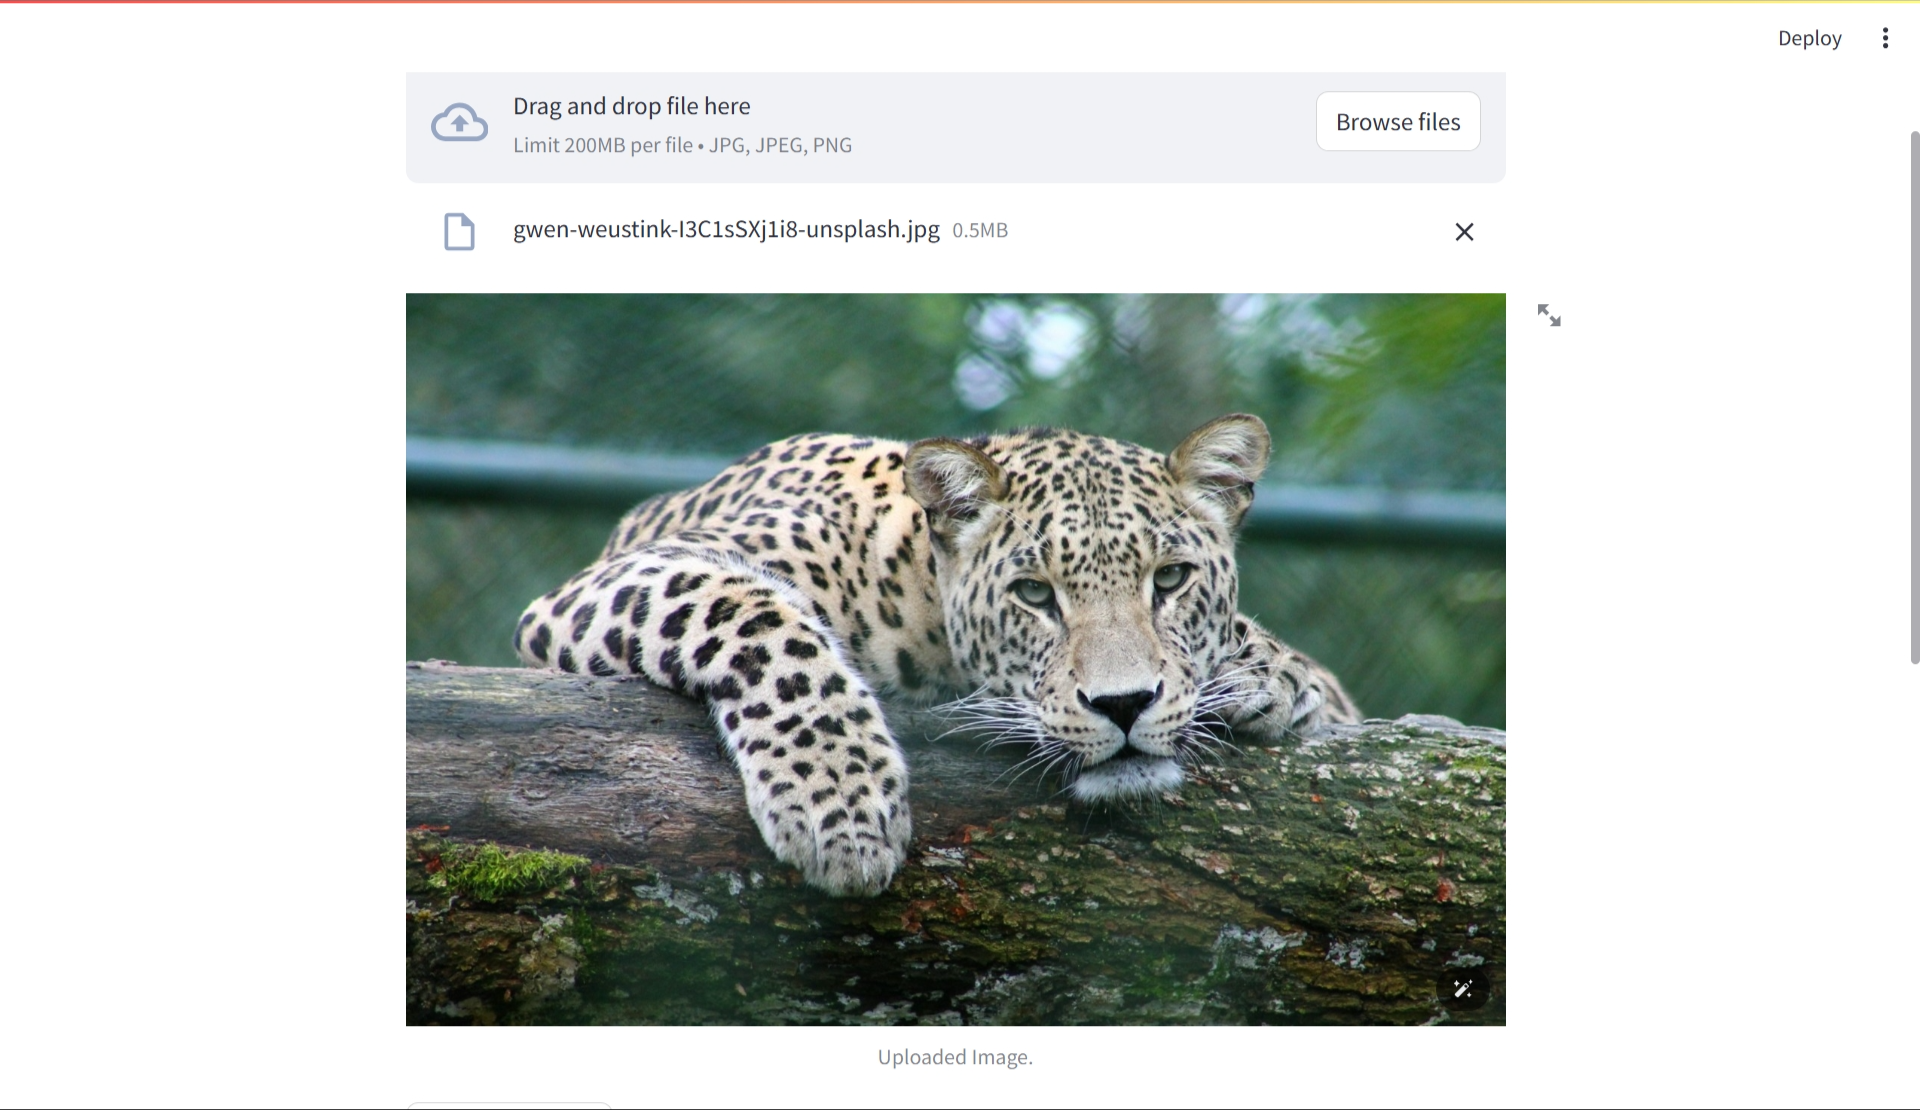 Deploy
Drag and drop file here
Limit 200MB per file • JPG, JPEG, PNG
Browse files
gwen-weustink-I3C1sSXj1i8-unsplash.jpg 0.5MB
Uploaded Image.